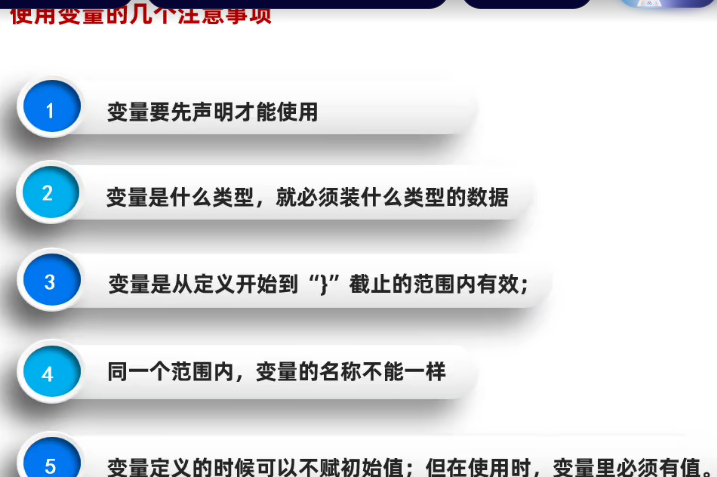 使用变量的几个注意事项
1 变量要先声明才能使用
2 变量是什么类型，就必须装什么类型的数据
3 变量是从定义开始到“}”截止的范围内有效；
4 同一个范围内，变量的名称不能一样
5 变量定义的时候可以不赋初始值；但在使用时，变量里必须有值。